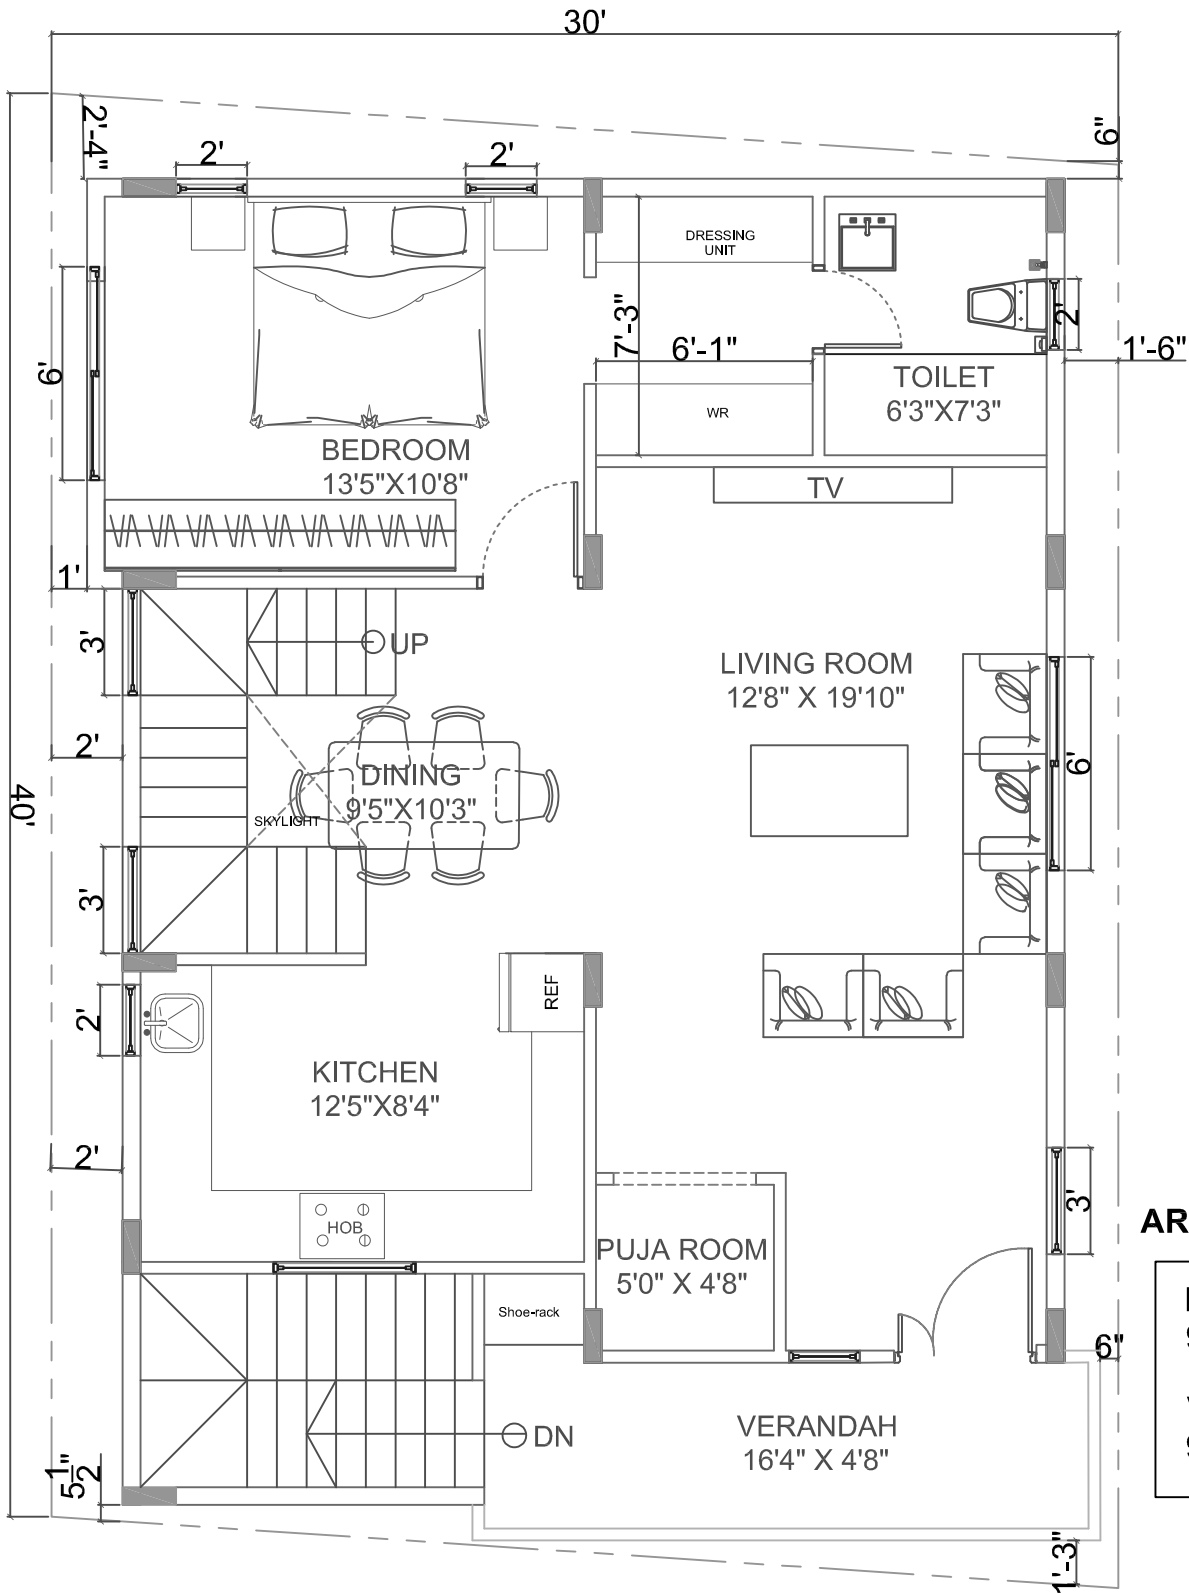 30'
2'-4"
6"
2'
2'
DRESSING
UNIT
6'
7'-3"
6'-1"
2'
1'-6"
TOILET
6'3"X7'3"
WR
BEDROOM
13'5"X10'8"
TV
1'
3'
UP
LIVING ROOM
12'8" X 19'10"
2'
DINING
9'5"X10'3"
SKYLIGHT
6'
40'
3'
REF
2'
KITCHEN
12'5"X8'4"
2'
3'
AR
HOB
PUJA ROOM
5'0" X 4'8"
Shoe-rack
6"
VERANDAH
16'4" X 4'8"
DN
5 1/2"
1'-3"